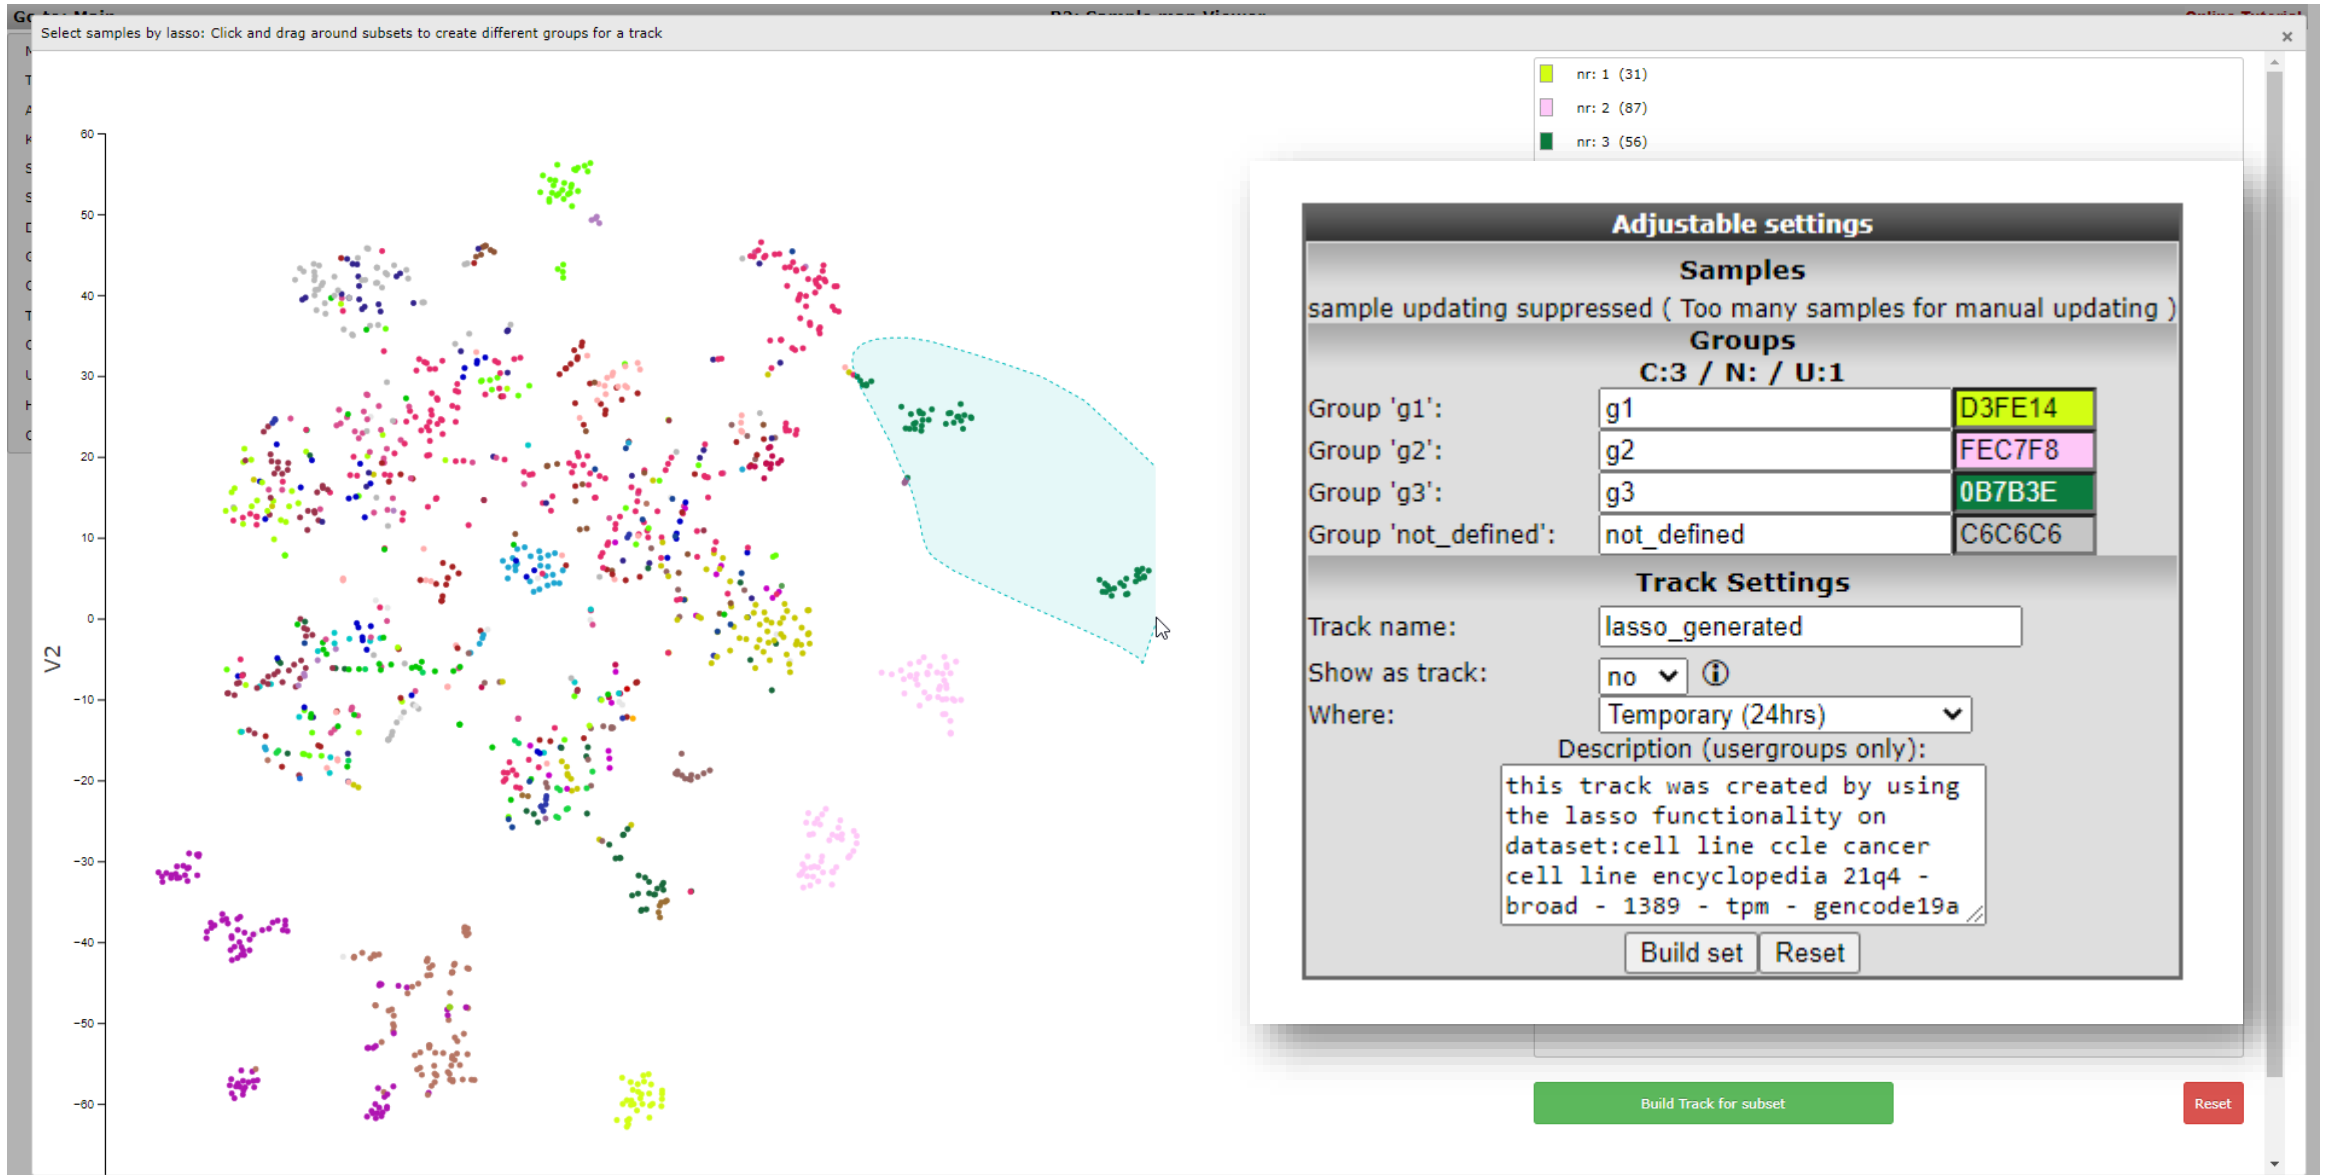 Select samples by lasso: Click and drag around subsets to create different groups for a track
×
nr: 1 (31)
nr: 2 (87)
nr: 3 (56)
60
50
40
30
20
10
0
−10
−20
−30
−40
−50
−60
V2
Adjustable settings
Samples
sample updating suppressed ( Too many samples for manual updating )
Groups
C:3 / N: / U:1
Group 'g1': g1 D3FE14
Group 'g2': g2 FEC7F8
Group 'g3': g3 0B7B3E
Group 'not_defined': not_defined C6C6C6
Track Settings
Track name: lasso_generated
Show as track: no
Where: Temporary (24hrs)
Description (usergroups only):
this track was created by using
the lasso functionality on
dataset:cell line ccle cancer
cell line encyclopedia 21q4 -
broad - 1389 - tpm - gencode19a
Build set Reset
Build Track for subset
Reset